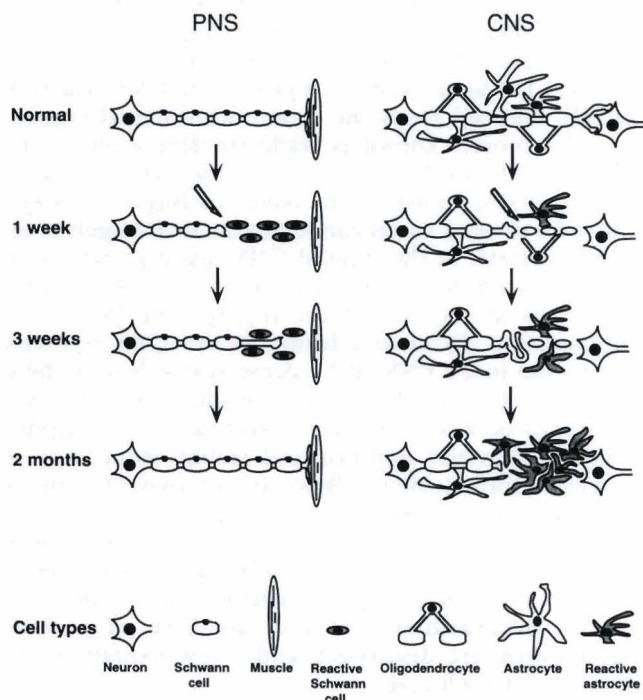 PNS CNS
Normal
1 week
3 weeks
2 months
Cell types
Neuron Schwann Muscle Reactive Oligodendrocyte Astrocyte Reactive
cell Schwann astrocyte
cell